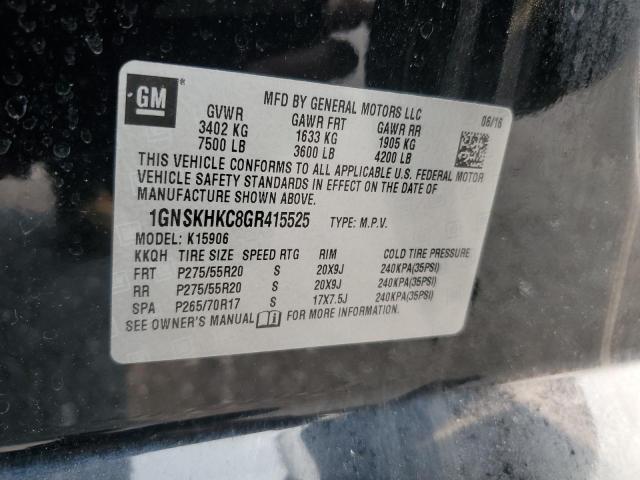 GM
MFD BY GENERAL MOTORS LLC
GVWR GAWR FRT GAWR RR 06/16
3402 KG 1633 KG 1905 KG
7500 LB 3600 LB 4200 LB
THIS VEHICLE CONFORMS TO ALL APPLICABLE U.S. FEDERAL MOTOR
VEHICLE SAFETY STANDARDS IN EFFECT ON THE DATE OF
MANUFACTURE SHOWN ABOVE.
1GNSKHKC8GR415525 TYPE: M.P.V.
MODEL: K15906
KKQH TIRE SIZE SPEED RTG RIM COLD TIRE PRESSURE
FRT P275/55R20 S 20X9J 240KPA(35PSI)
RR P275/55R20 S 20X9J 240KPA(35PSI)
SPA P265/70R17 S 17X7.5J 240KPA(35PSI)
SEE OWNER'S MANUAL FOR MORE INFORMATION.